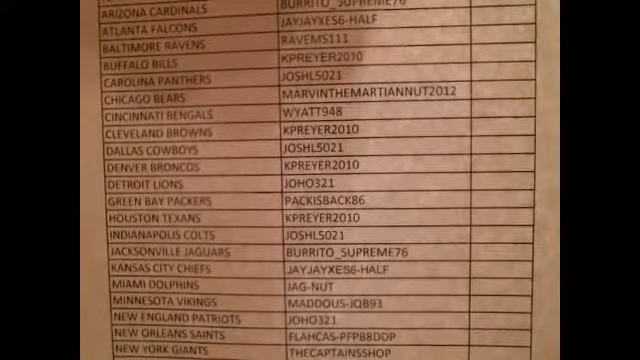 ARIZONA CARDINALS BURRITO_SUPREME76
ATLANTA FALCONS JAYJAYXES6-HALF
BALTIMORE RAVENS RAVEMS111
BUFFALO BILLS KPREYER2010
CAROLINA PANTHERS JOSHL5021
CHICAGO BEARS MARVINTHEMARTIANNUT2012
CINCINNATI BENGALS WYATT948
CLEVELAND BROWNS KPREYER2010
DALLAS COWBOYS JOSHL5021
DENVER BRONCOS KPREYER2010
DETROIT LIONS JOHO321
GREEN BAY PACKERS PACKISBACK86
HOUSTON TEXANS KPREYER2010
INDIANAPOLIS COLTS JOSHL5021
JACKSONVILLE JAGUARS BURRITO_SUPREME76
KANSAS CITY CHIEFS JAYJAYXES6-HALF
MIAMI DOLPHINS JAG-NUT
MINNESOTA VIKINGS MADDOUS-JQB93
NEW ENGLAND PATRIOTS JOHO321
NEW ORLEANS SAINTS FLAHCAS-PFPB8DDP
NEW YORK GIANTS THECAPTAINSSHOP